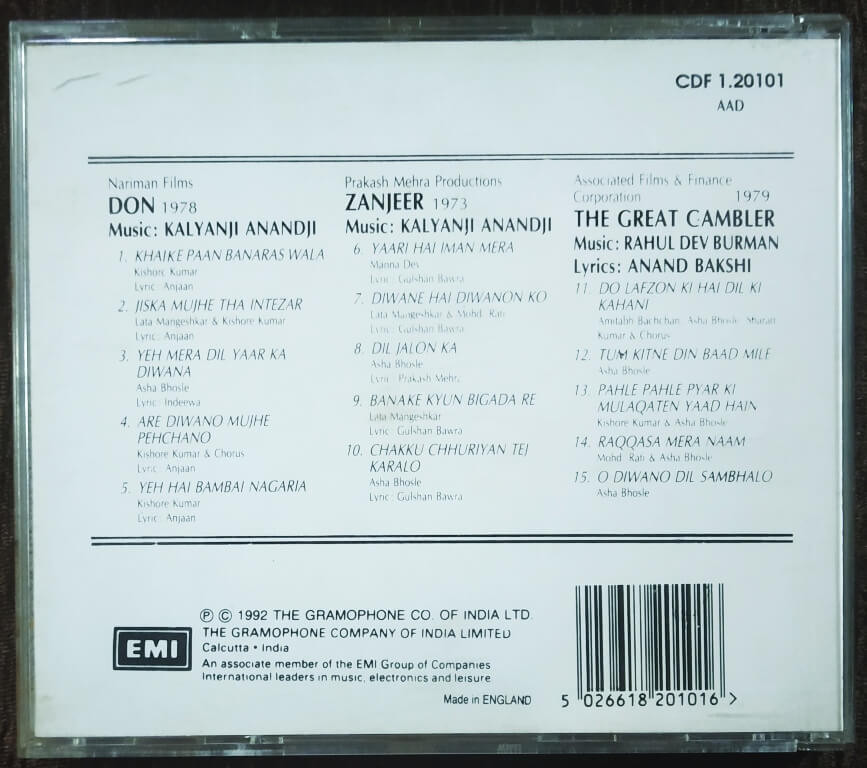 CDF 1.20101
AAD
Nariman Films
DON 1978
Music: KALYANJI ANANDJI
1. KHAIKE PAAN BANARAS WALA
Kishore Kumar
Lyric: Anjaan
2. JISKA MUJHE THA INTEZAR
Lata Mangeshkar & Kishore Kumar
Lyric: Anjaan
3. YEH MERA DIL YAAR KA
DIWANA
Asha Bhosle
Lyric: Indeewa
4. ARE DIWANO MUJHE
PEHCHANO
Kishore Kumar & Chorus
Lyric: Anjaan
5. YEH HAI BAMBAI NAGARIA
Kishore Kumar
Lyric: Anjaan
Prakash Mehra Productions
ZANJEER 1973
Music: KALYANJI ANANDJI
6. YAARI HAI IMAN MERA
Manna Dey
Lyric: Gulshan Bawra
7. DIWANE HAI DIWANON KO
Lata Mangeshkar & Mohd. Rafi
Lyric: Gulshan Bawra
8. DIL JALON KA
Asha Bhosle
Lyric: Prakash Mehra
9. BANAKE KYUN BIGADA RE
Lata Mangeshkar
Lyric: Gulshan Bawra
10. CHAKKU CHHURIYAN TEJ
KARALO
Asha Bhosle
Lyric: Gulshan Bawra
Associated Films & Finance
Corporation 1979
THE GREAT GAMBLER
Music: RAHUL DEV BURMAN
Lyrics: ANAND BAKSHI
11. DO LAFZON KI HAI DIL KI
KAHANI
Amitabh Bachchan, Asha Bhosle, Sharati
Kumar & Chorus
12. TUM KITNE DIN BAAD MILE
Asha Bhosle
13. PAHLE PAHLE PYAR KI
MULAQATEN YAAD HAIN
Kishore Kumar & Asha Bhosle
14. RAQQASA MERA NAAM
Mohd. Rafi & Asha Bhosle
15. O DIWANO DIL SAMBHALO
Asha Bhosle
EMI
Ⓟ © 1992 THE GRAMOPHONE CO. OF INDIA LTD.
THE GRAMOPHONE COMPANY OF INDIA LIMITED
Calcutta • India
An associate member of the EMI Group of Companies
International leaders in music, electronics and leisure
Made in ENGLAND
5 026618 201016 >